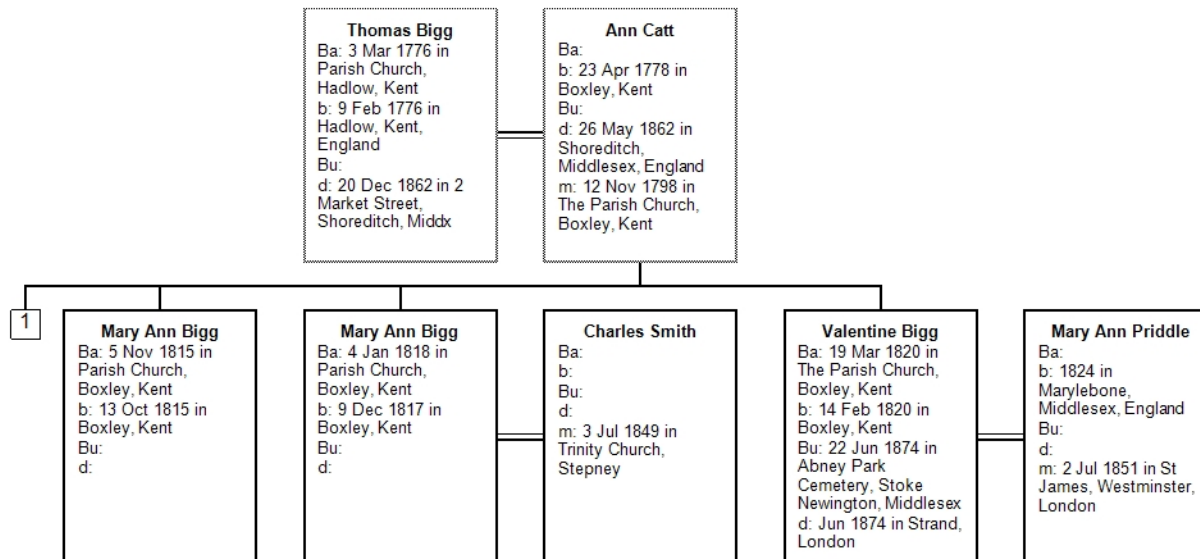 Thomas Bigg
Ba: 3 Mar 1776 in
Parish Church,
Hadlow, Kent
b: 9 Feb 1776 in
Hadlow, Kent,
England
Bu:
d: 20 Dec 1862 in 2
Market Street,
Shoreditch, Middx
Ann Catt
Ba:
b: 23 Apr 1778 in
Boxley, Kent
Bu:
d: 26 May 1862 in
Shoreditch,
Middlesex, England
m: 12 Nov 1798 in
The Parish Church,
Boxley, Kent
1
Mary Ann Bigg
Ba: 5 Nov 1815 in
Parish Church,
Boxley, Kent
b: 13 Oct 1815 in
Boxley, Kent
Bu:
d:
Mary Ann Bigg
Ba: 4 Jan 1818 in
Parish Church,
Boxley, Kent
b: 9 Dec 1817 in
Boxley, Kent
Bu:
d:
Charles Smith
Ba:
b:
Bu:
d:
m: 3 Jul 1849 in
Trinity Church,
Stepney
Valentine Bigg
Ba: 19 Mar 1820 in
The Parish Church,
Boxley, Kent
b: 14 Feb 1820 in
Boxley, Kent
Bu: 22 Jun 1874 in
Abney Park
Cemetery, Stoke
Newington, Middlesex
d: Jun 1874 in Strand,
London
Mary Ann Priddle
Ba:
b: 1824 in
Marylebone,
Middlesex, England
Bu:
d:
m: 2 Jul 1851 in St
James, Westminster,
London